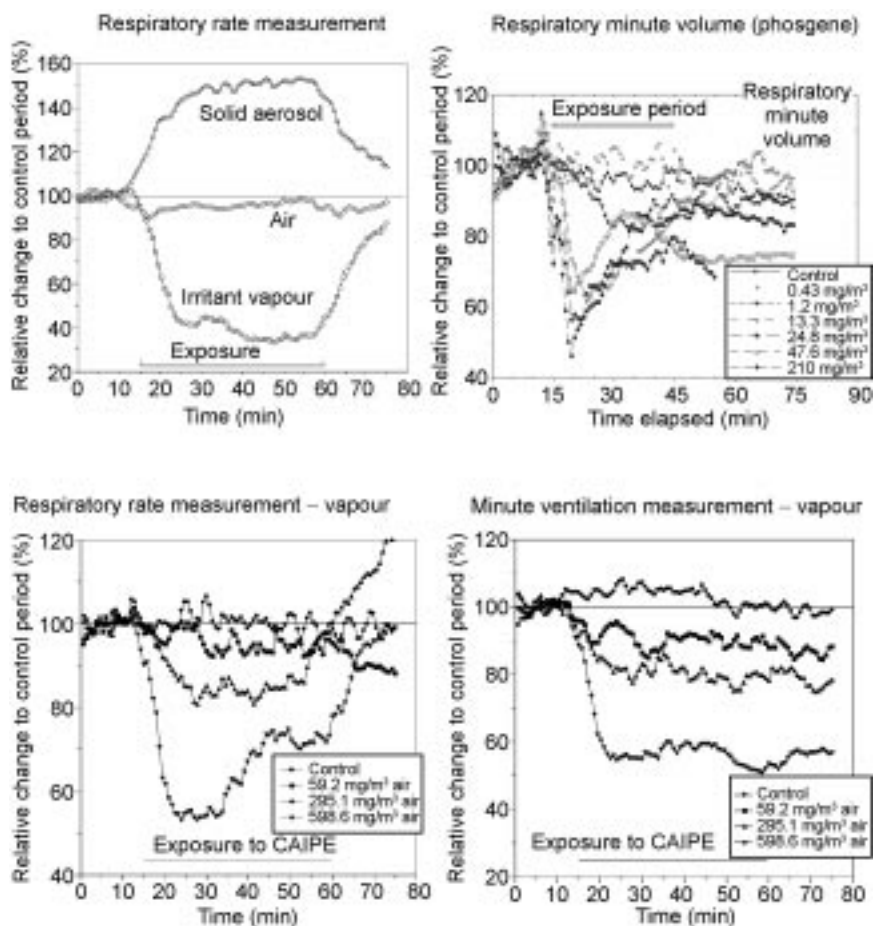 Respiratory rate measurement
Relative change to control period (%)
160
140
120
100
80
60
40
20
Solid aerosol
Air
Irritant vapour
Exposure
0 10 20 30 40 50 60 70 80
Time (min)
Respiratory minute volume (phosgene)
Relative change to control period (%)
120
100
80
60
40
Exposure period
Respiratory
minute
volume
Control
0.43 mg/m³
1.2 mg/m³
13.3 mg/m³
24.8 mg/m³
47.6 mg/m³
210 mg/m³
0 15 30 45 60 75 90
Time elapsed (min)
Respiratory rate measurement – vapour
Relative change to control period (%)
120
100
80
60
40
Control
59.2 mg/m³ air
295.1 mg/m³ air
598.6 mg/m³ air
Exposure to CAIPE
0 10 20 30 40 50 60 70 80
Time (min)
Minute ventilation measurement – vapour
Relative change to control period (%)
120
100
80
60
40
20
Control
59.2 mg/m³ air
295.1 mg/m³ air
598.6 mg/m³ air
Exposure to CAIPE
0 10 20 30 40 50 60 70 80
Time (min)